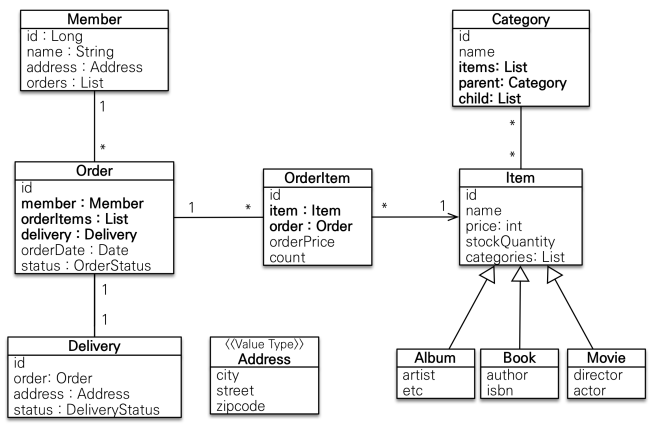 Member
id : Long
name : String
address : Address
orders : List
Category
id
name
items: List
parent: Category
child: List
1
*
*
*
Order
id
member : Member
orderItems : List
delivery : Delivery
orderDate : Date
status : OrderStatus
1
*
OrderItem
id
item : Item
order : Order
orderPrice
count
*
1
Item
id
name
price: int
stockQuantity
categories: List
1
1
Delivery
id
order: Order
address : Address
status : DeliveryStatus
⟨⟨Value Type⟩⟩
Address
city
street
zipcode
Album
artist
etc
Book
author
isbn
Movie
director
actor